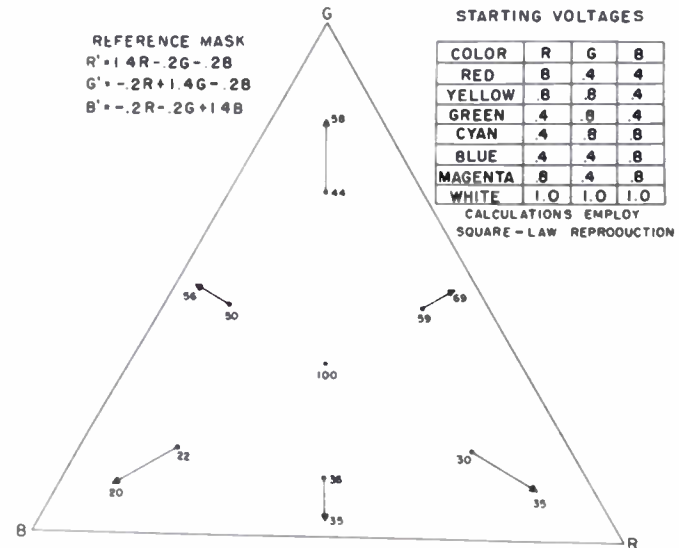 G
STARTING VOLTAGES
REFERENCE MASK
R'=1.4R-.2G-.2B
G'=-.2R+1.4G-.2B
B'=-.2R-.2G+1.4B
COLOR R G B
RED .8 .4 .4
YELLOW .8 .8 .4
GREEN .4 .8 .4
CYAN .4 .8 .8
BLUE .4 .4 .8
MAGENTA .8 .4 .8
WHITE 1.0 1.0 1.0
CALCULATIONS EMPLOY
SQUARE-LAW REPRODUCTION
58
44
56
50
59
69
100
22
20
30
35
36
35
B
R